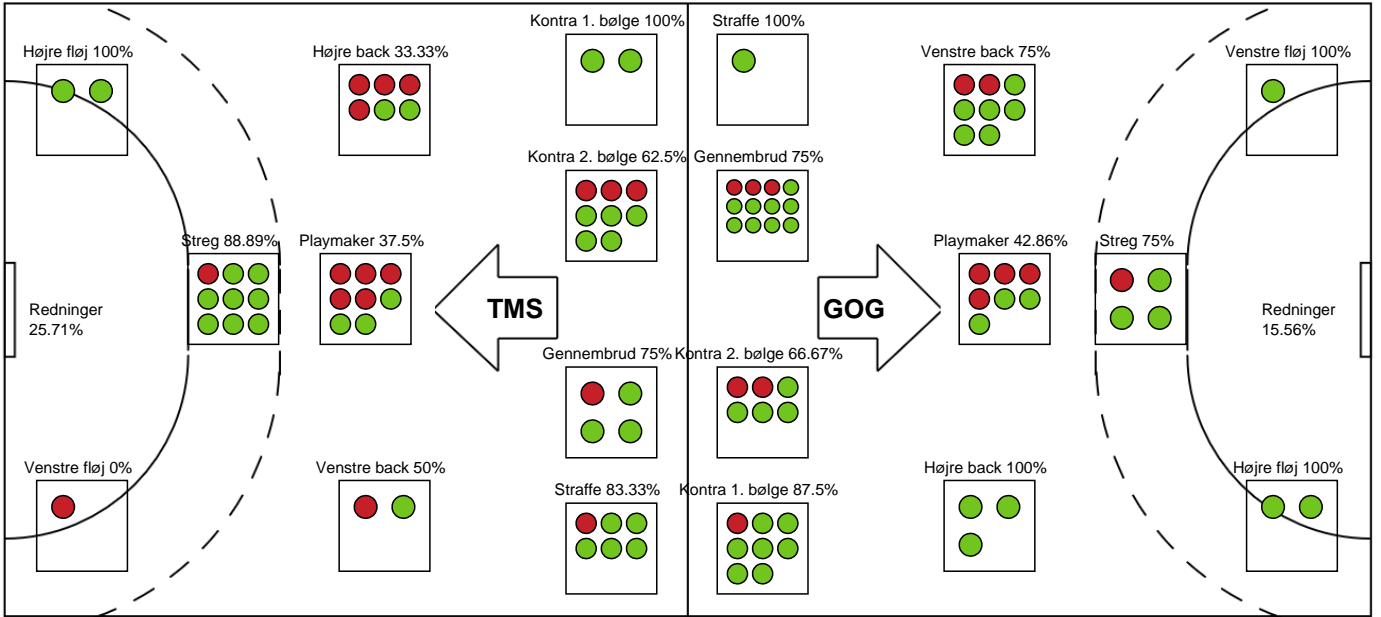 Kontra 1. bølge 100%
Straffe 100%
Højre fløj 100%
Højre back 33.33%
Venstre back 75%
Venstre fløj 100%
Kontra 2. bølge 62.5%
Gennembrud 75%
Streg 88.89%
Playmaker 37.5%
Playmaker 42.86%
Streg 75%
TMS
GOG
Redninger
25.71%
Redninger
15.56%
Gennembrud 75%
Kontra 2. bølge 66.67%
Venstre fløj 0%
Venstre back 50%
Straffe 83.33%
Kontra 1. bølge 87.5%
Højre back 100%
Højre fløj 100%